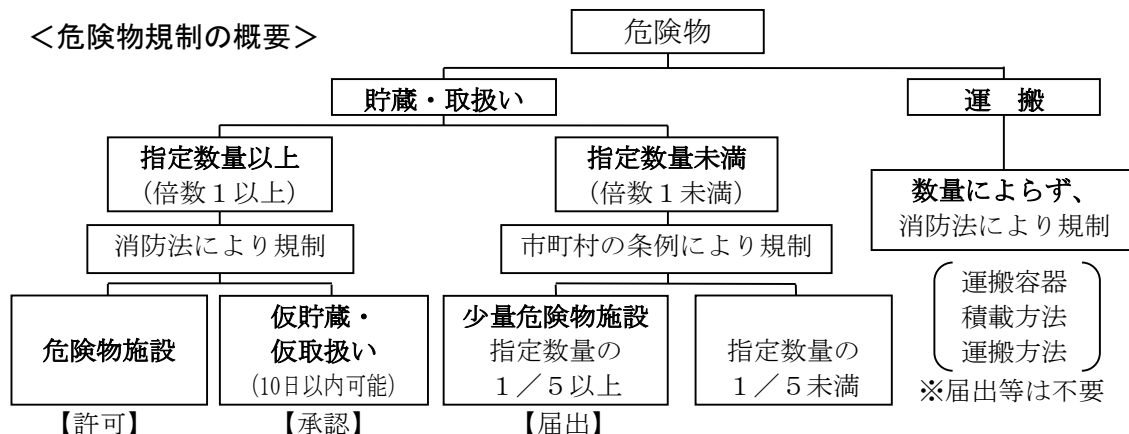 <危険物規制の概要>
危険物
貯蔵・取扱い
運　搬
指定数量以上
(倍数1以上)
指定数量未満
(倍数1未満)
数量によらず、
消防法により規制
消防法により規制
市町村の条例により規制
運搬容器
積載方法
運搬方法
※届出等は不要
危険物施設
仮貯蔵・
仮取扱い
(10日以内可能)
少量危険物施設
指定数量の
1/5以上
指定数量の
1/5未満
【許可】
【承認】
【届出】